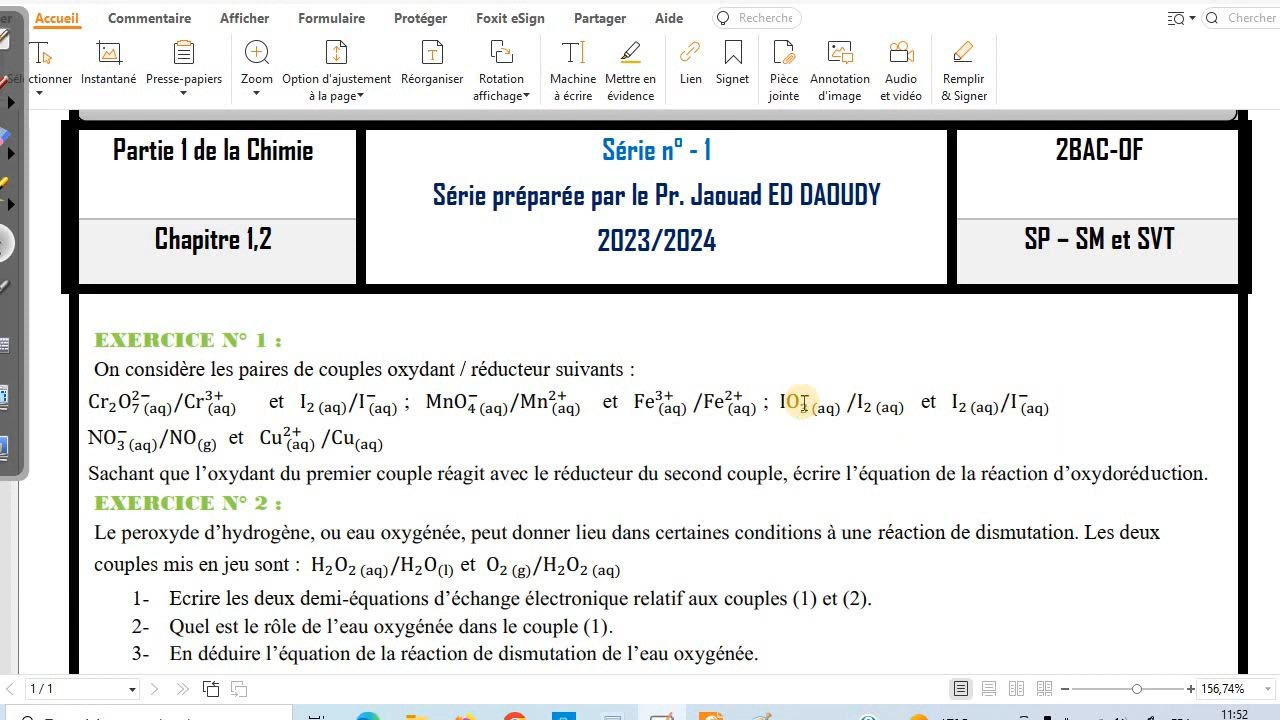 Accueil Commentaire Afficher Formulaire Protéger Foxit eSign Partager Aide Recherche Chercher
Instantané Presse-papiers Zoom Option d'ajustement à la page Réorganiser Rotation affichage Machine à écrire Mettre en évidence Lien Signet Pièce jointe Annotation d'image Audio et vidéo Remplir & Signer
Partie 1 de la Chimie
Série n° - 1
2BAC-OF
Série préparée par le Pr. Jaouad ED DAOUDY
Chapitre 1,2
2023/2024
SP – SM et SVT
EXERCICE N° 1 :
On considère les paires de couples oxydant / réducteur suivants :
Cr₂O₇²⁻(aq)/Cr³⁺(aq) et I₂ (aq)/I⁻(aq) ; MnO₄⁻(aq)/Mn²⁺(aq) et Fe³⁺(aq) /Fe²⁺(aq) ; IO₃⁻(aq) /I₂ (aq) et I₂ (aq)/I⁻(aq)
NO₃⁻(aq)/NO(g) et Cu²⁺(aq) /Cu(aq)
Sachant que l'oxydant du premier couple réagit avec le réducteur du second couple, écrire l'équation de la réaction d'oxydoréduction.
EXERCICE N° 2 :
Le peroxyde d'hydrogène, ou eau oxygénée, peut donner lieu dans certaines conditions à une réaction de dismutation. Les deux
couples mis en jeu sont : H₂O₂ (aq)/H₂O(l) et O₂ (g)/H₂O₂ (aq)
1- Ecrire les deux demi-équations d'échange électronique relatif aux couples (1) et (2).
2- Quel est le rôle de l'eau oxygénée dans le couple (1).
3- En déduire l'équation de la réaction de dismutation de l'eau oxygénée.
1 / 1
156,74%
11:52